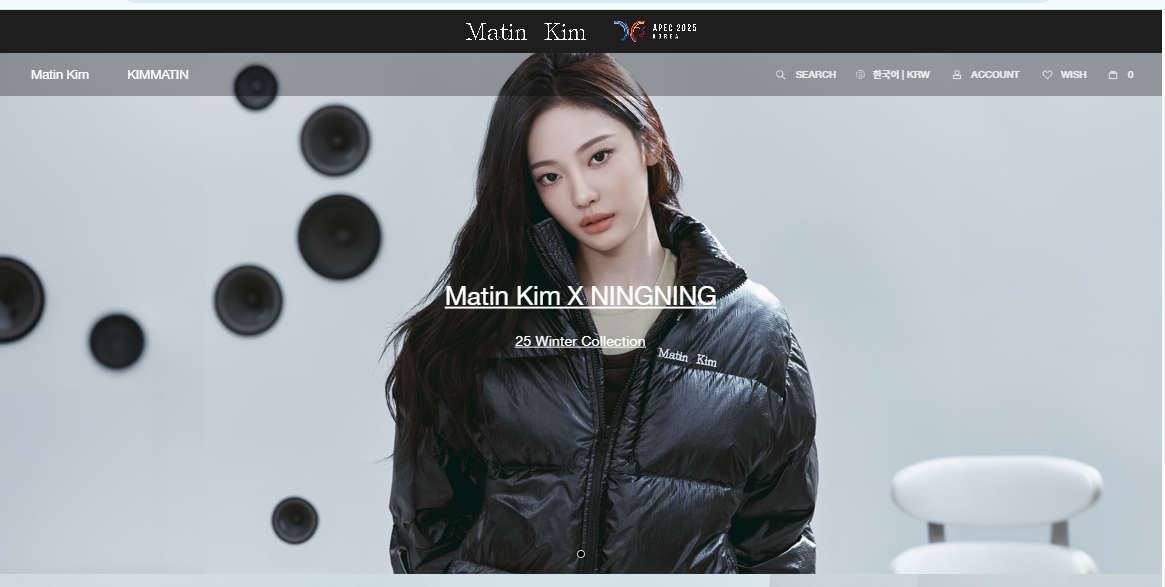 Matin Kim APEC 2025
KOREA
Matin Kim KIMMATIN SEARCH 한국어 | KRW ACCOUNT WISH 0
Matin Kim X NINGNING
25 Winter Collection
Matin Kim